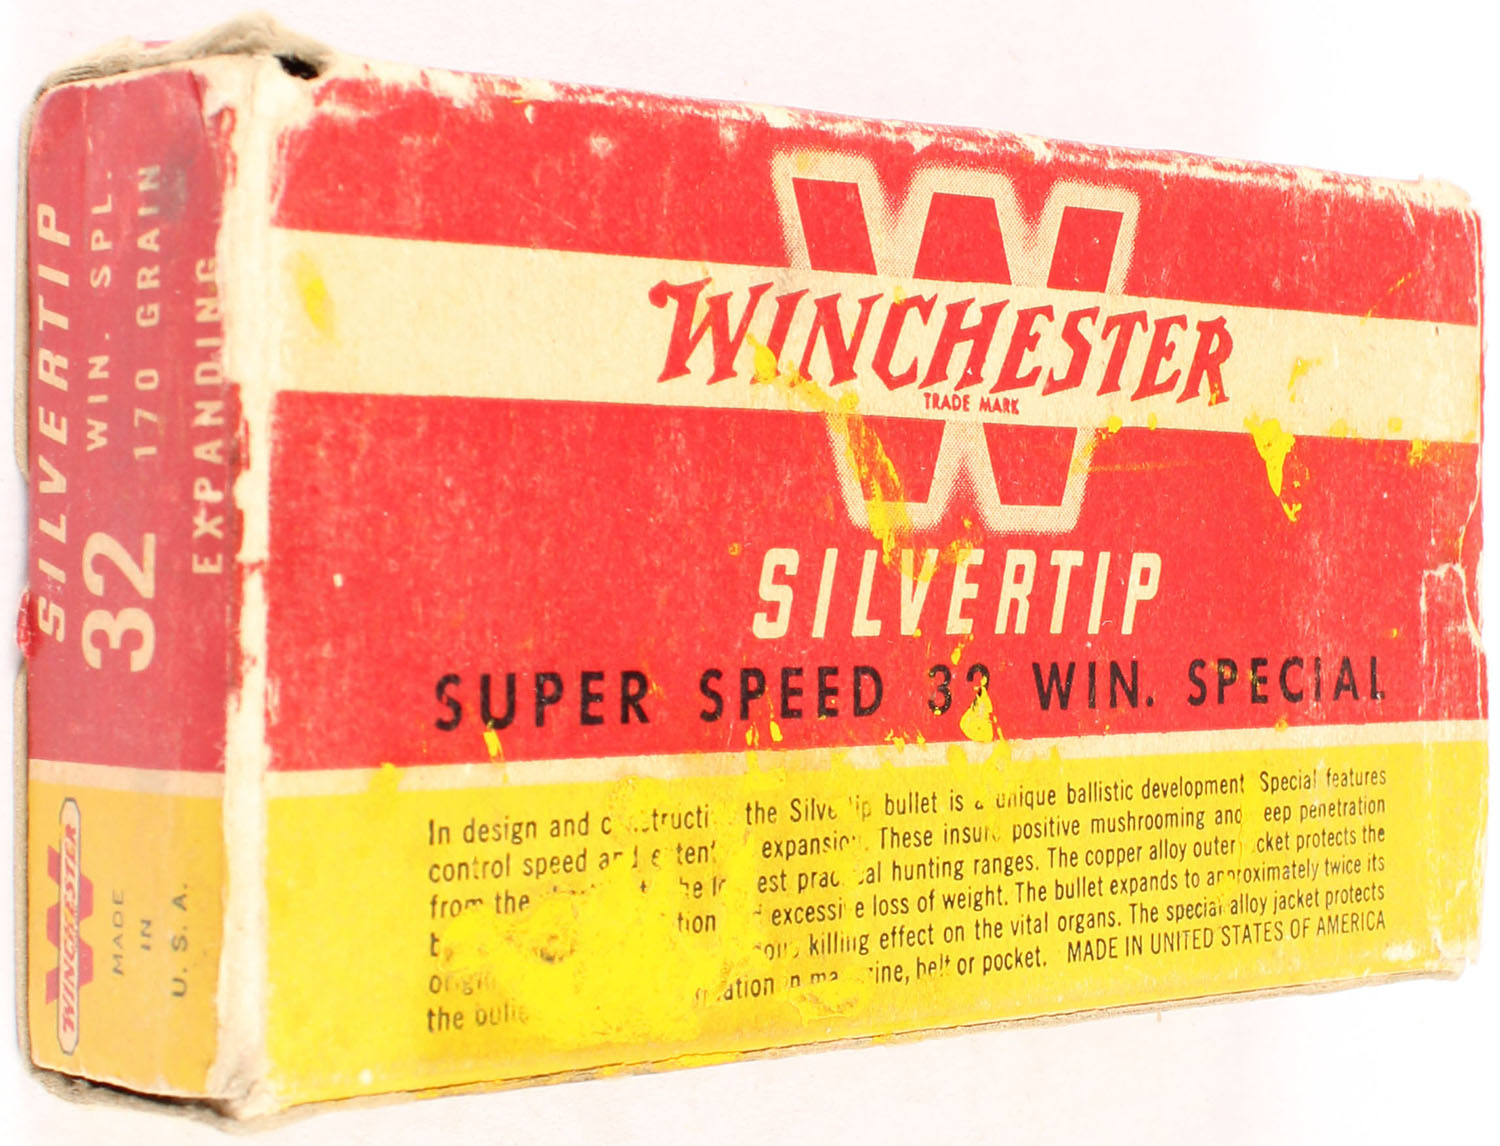 SILVERTIP
32 WIN. SPL.
170 GRAIN
EXPANDING
WINCHESTER
MADE
IN
U. S. A.
WINCHESTER
TRADE MARK
SILVERTIP
SUPER SPEED 32 WIN. SPECIAL
In design and the bullet is unique ballistic development Special features
control speed These positive mushrooming and penetration
from the hunting ranges. The copper alloy outer protects the
loss of weight. The bullet expands to approximately twice its
killing effect on the vital organs. The special alloy jacket protects
the belt or pocket. MADE IN UNITED STATES OF AMERICA